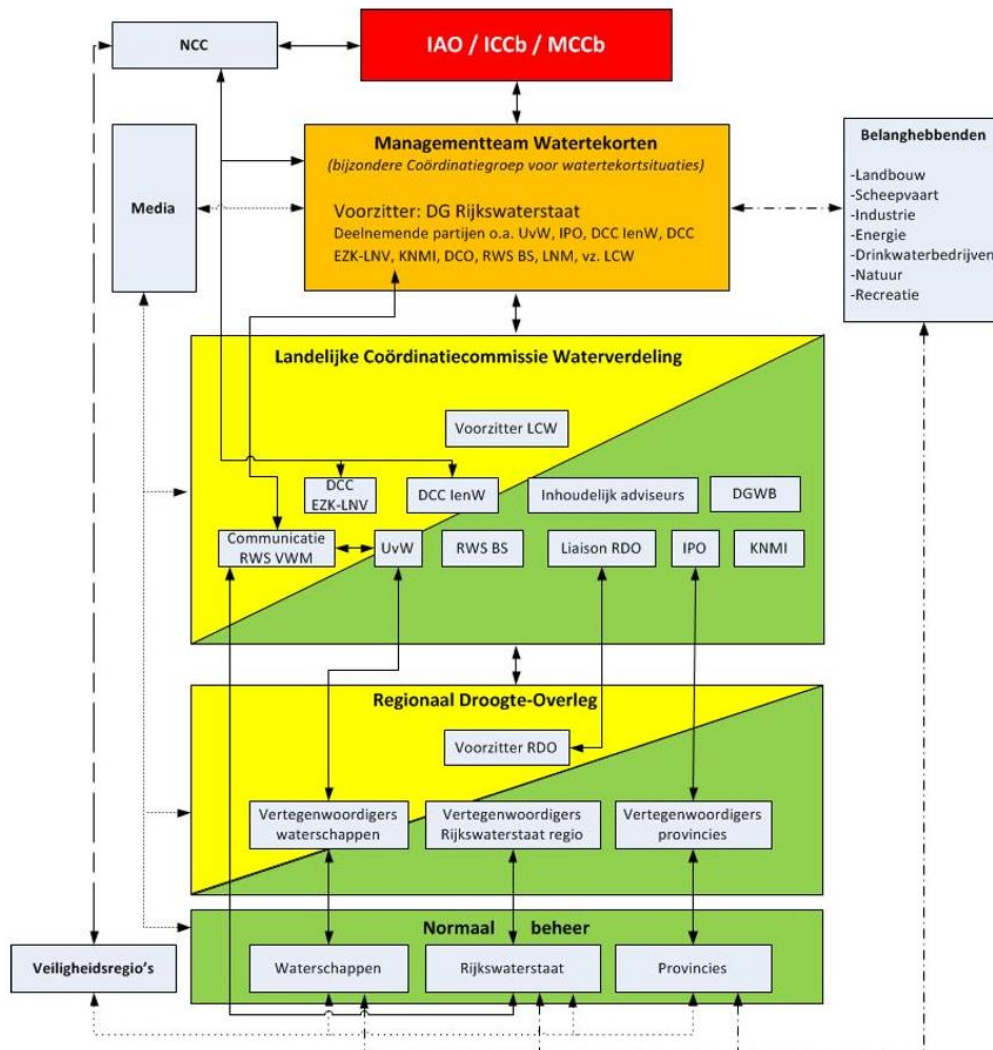 NCC
IAO / ICCb / MCCb
Managementteam Watertekorten
(bijzondere Coördinatiegroep voor watertekortsituaties)
Voorzitter: DG Rijkswaterstaat
Deelnemende partijen o.a. UvW, IPO, DCC IenW, DCC
EZK-LNV, KNMI, DCO, RWS BS, LNM, vz. LCW
Media
Belanghebbenden
-Landbouw
-Scheepvaart
-Industrie
-Energie
-Drinkwaterbedrijven
-Natuur
-Recreatie
Landelijke Coördinatiecommissie Waterverdeling
Voorzitter LCW
DCC
EZK-LNV
DCC IenW
Inhoudelijk adviseurs
DGWB
Communicatie
RWS VWM
UvW
RWS BS
Liaison RDO
IPO
KNMI
Regionaal Droogte-Overleg
Voorzitter RDO
Vertegenwoordigers
waterschappen
Vertegenwoordigers
Rijkswaterstaat regio
Vertegenwoordigers
provincies
Normaal beheer
Veiligheidsregio's
Waterschappen
Rijkswaterstaat
Provincies